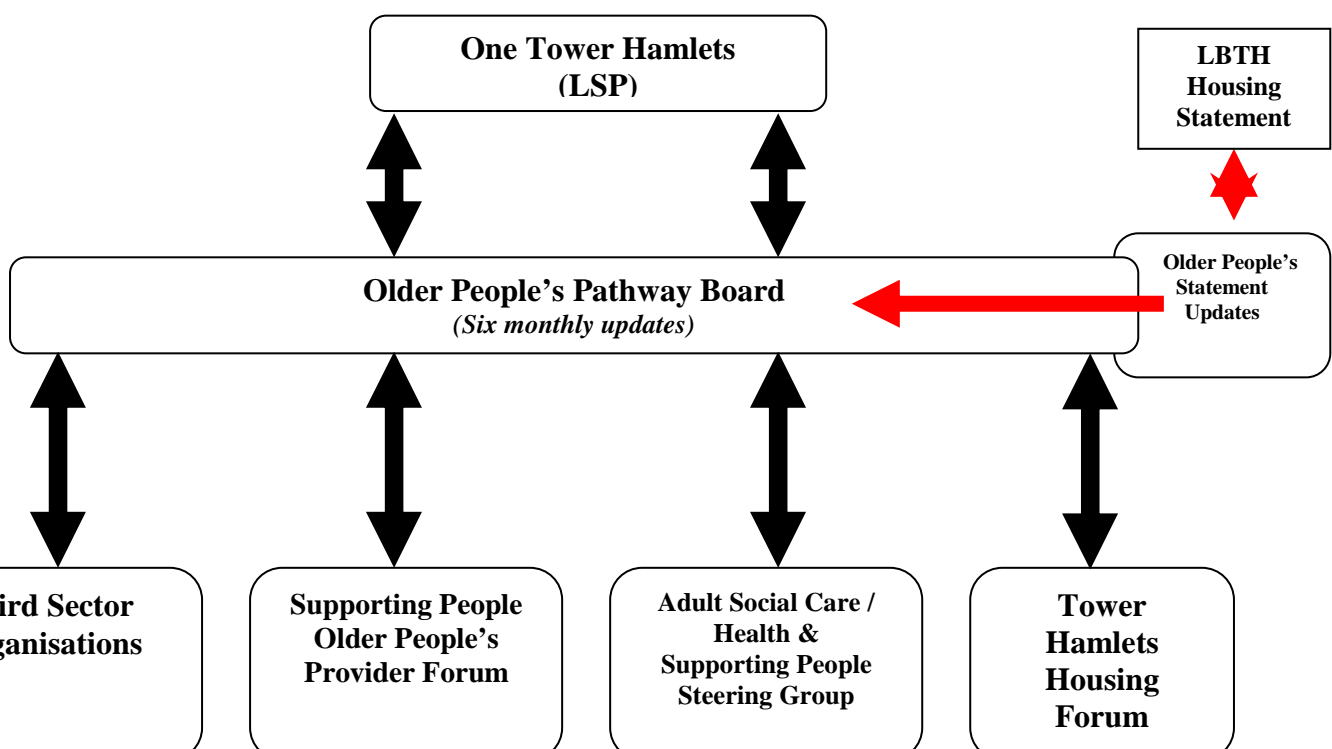 One Tower Hamlets
(LSP)
LBTH
Housing
Statement
Older People's Pathway Board
(Six monthly updates)
Older People's
Statement
Updates
ird Sector
ganisations
Supporting People
Older People's
Provider Forum
Adult Social Care /
Health &
Supporting People
Steering Group
Tower
Hamlets
Housing
Forum